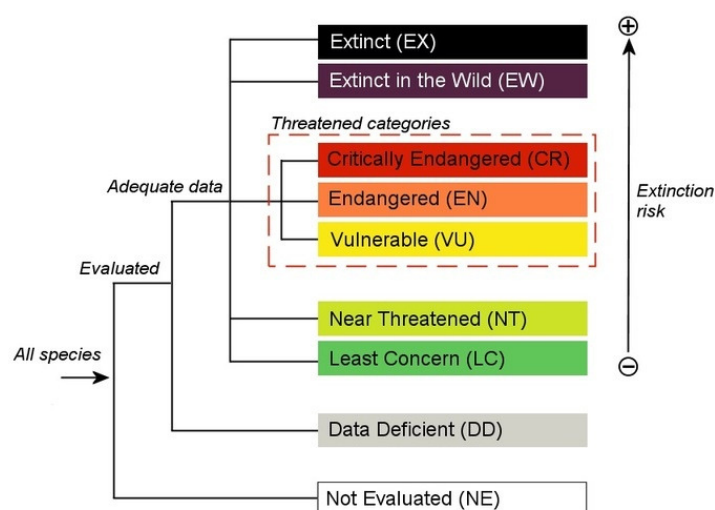 Extinct (EX)
Extinct in the Wild (EW)
Threatened categories
Critically Endangered (CR)
Adequate data
Endangered (EN)
Extinction
risk
Vulnerable (VU)
Evaluated
Near Threatened (NT)
All species
Least Concern (LC)
Data Deficient (DD)
Not Evaluated (NE)